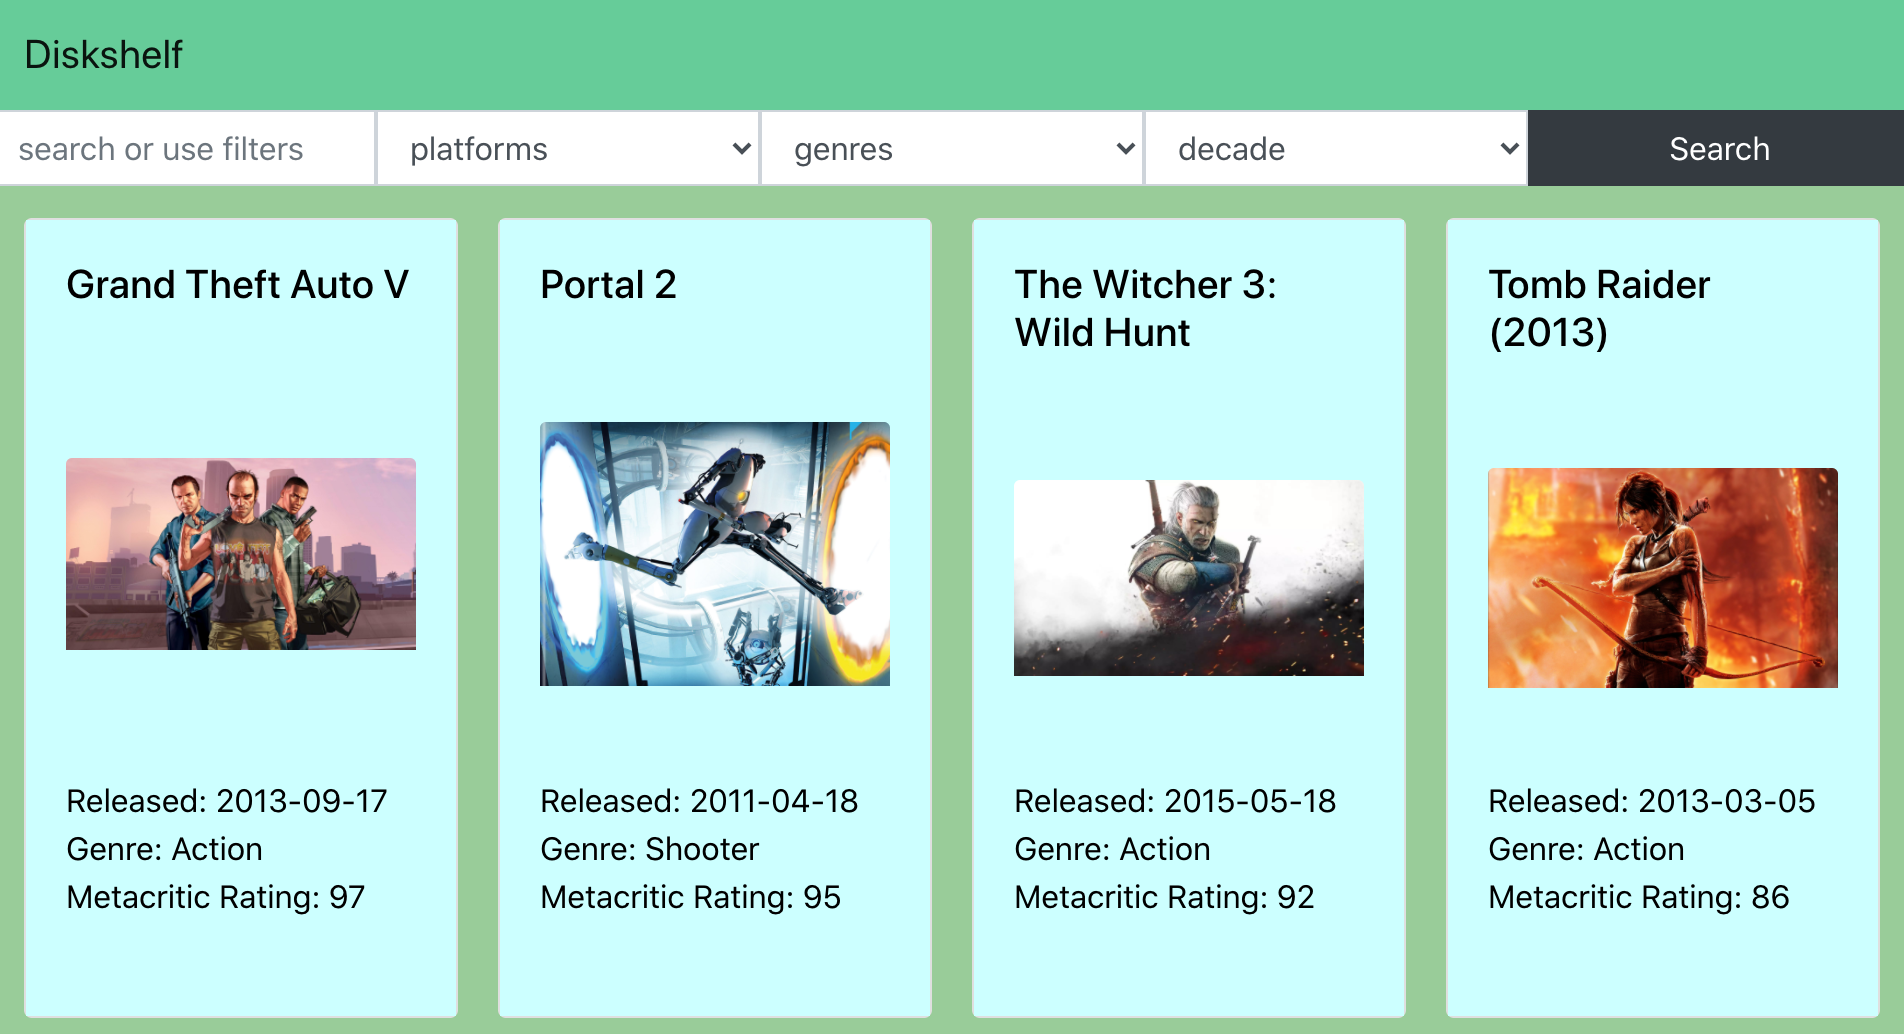 Diskshelf
search or use filters
platforms
genres
decade
Search
Grand Theft Auto V
Released: 2013-09-17
Genre: Action
Metacritic Rating: 97
Portal 2
Released: 2011-04-18
Genre: Shooter
Metacritic Rating: 95
The Witcher 3:
Wild Hunt
Released: 2015-05-18
Genre: Action
Metacritic Rating: 92
Tomb Raider
(2013)
Released: 2013-03-05
Genre: Action
Metacritic Rating: 86